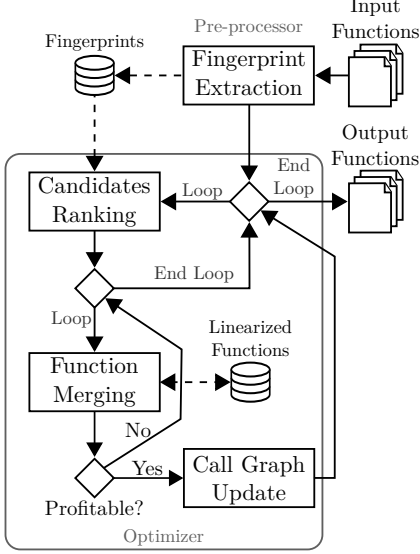 Input
Functions
Pre-processor
Fingerprints
Fingerprint
Extraction
Output
Functions
End
Loop
Loop
Candidates
Ranking
End Loop
Loop
Linearized
Functions
Function
Merging
No
Yes
Call Graph
Update
Profitable?
Optimizer